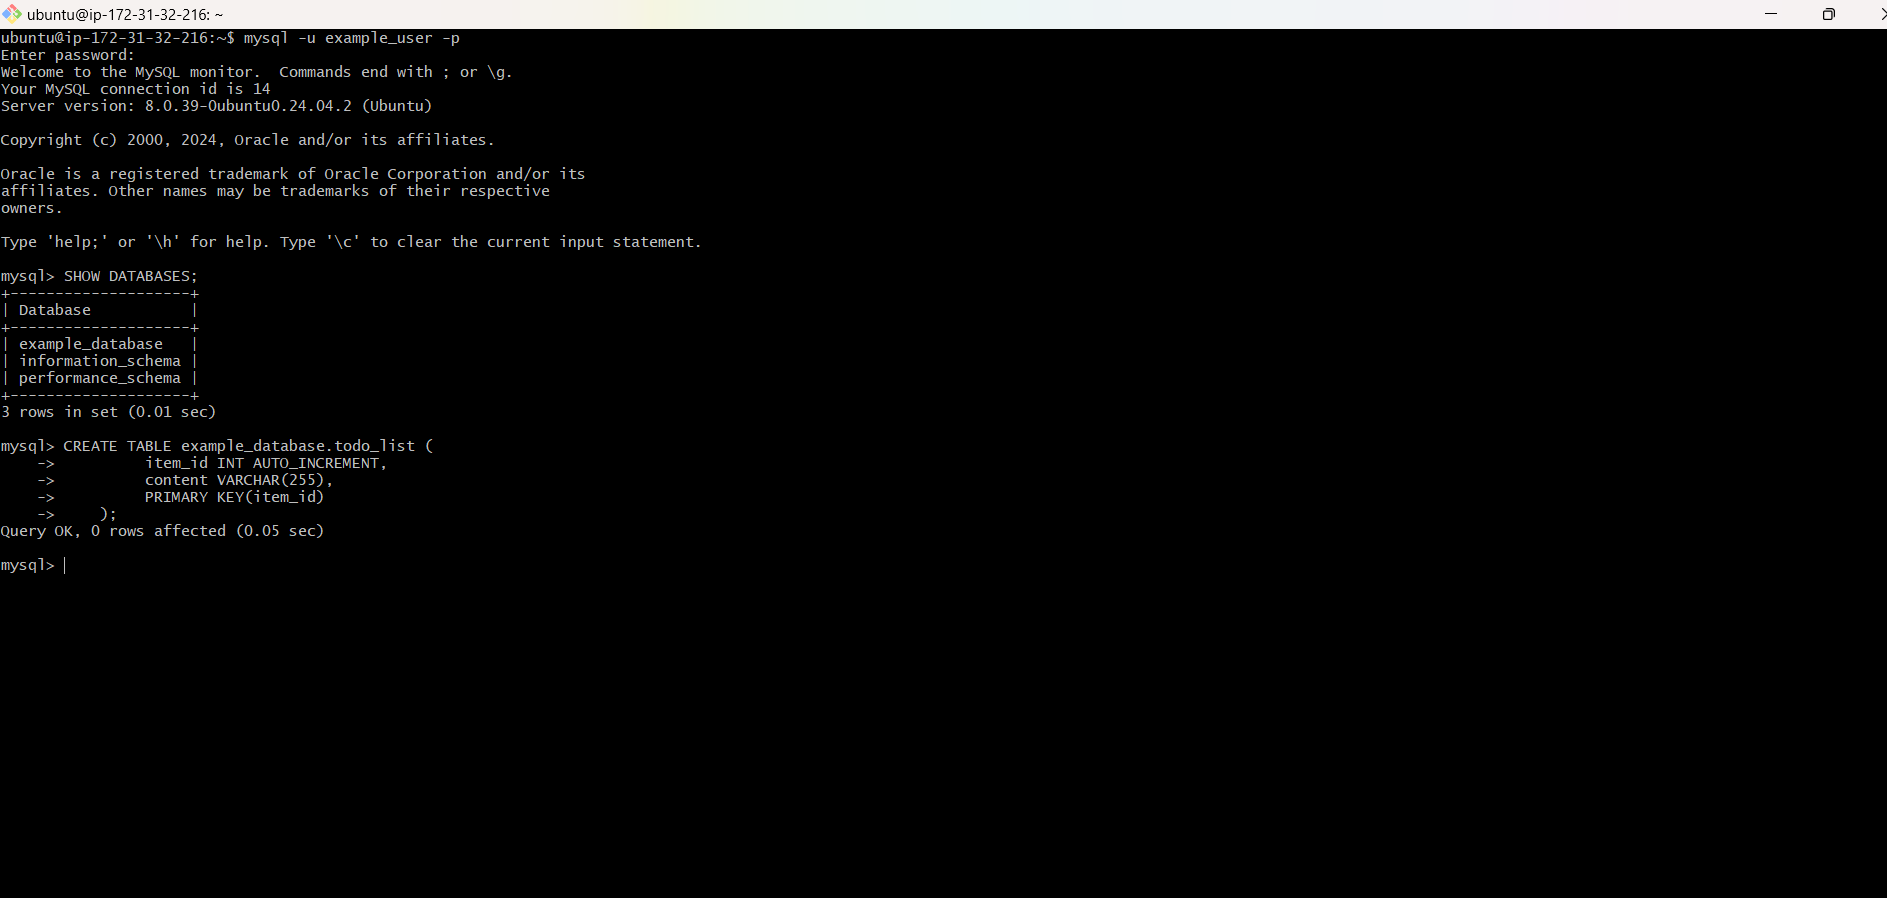 ubuntu@ip-172-31-32-216: ~
ubuntu@ip-172-31-32-216:~$ mysql -u example_user -p
Enter password:
Welcome to the MySQL monitor.  Commands end with ; or \g.
Your MySQL connection id is 14
Server version: 8.0.39-0ubuntu0.24.04.2 (Ubuntu)

Copyright (c) 2000, 2024, Oracle and/or its affiliates.

Oracle is a registered trademark of Oracle Corporation and/or its
affiliates. Other names may be trademarks of their respective
owners.

Type 'help;' or '\h' for help. Type '\c' to clear the current input statement.

mysql> SHOW DATABASES;
+--------------------+
| Database           |
+--------------------+
| example_database   |
| information_schema |
| performance_schema |
+--------------------+
3 rows in set (0.01 sec)

mysql> CREATE TABLE example_database.todo_list (
    ->          item_id INT AUTO_INCREMENT,
    ->          content VARCHAR(255),
    ->          PRIMARY KEY(item_id)
    ->     );
Query OK, 0 rows affected (0.05 sec)

mysql>